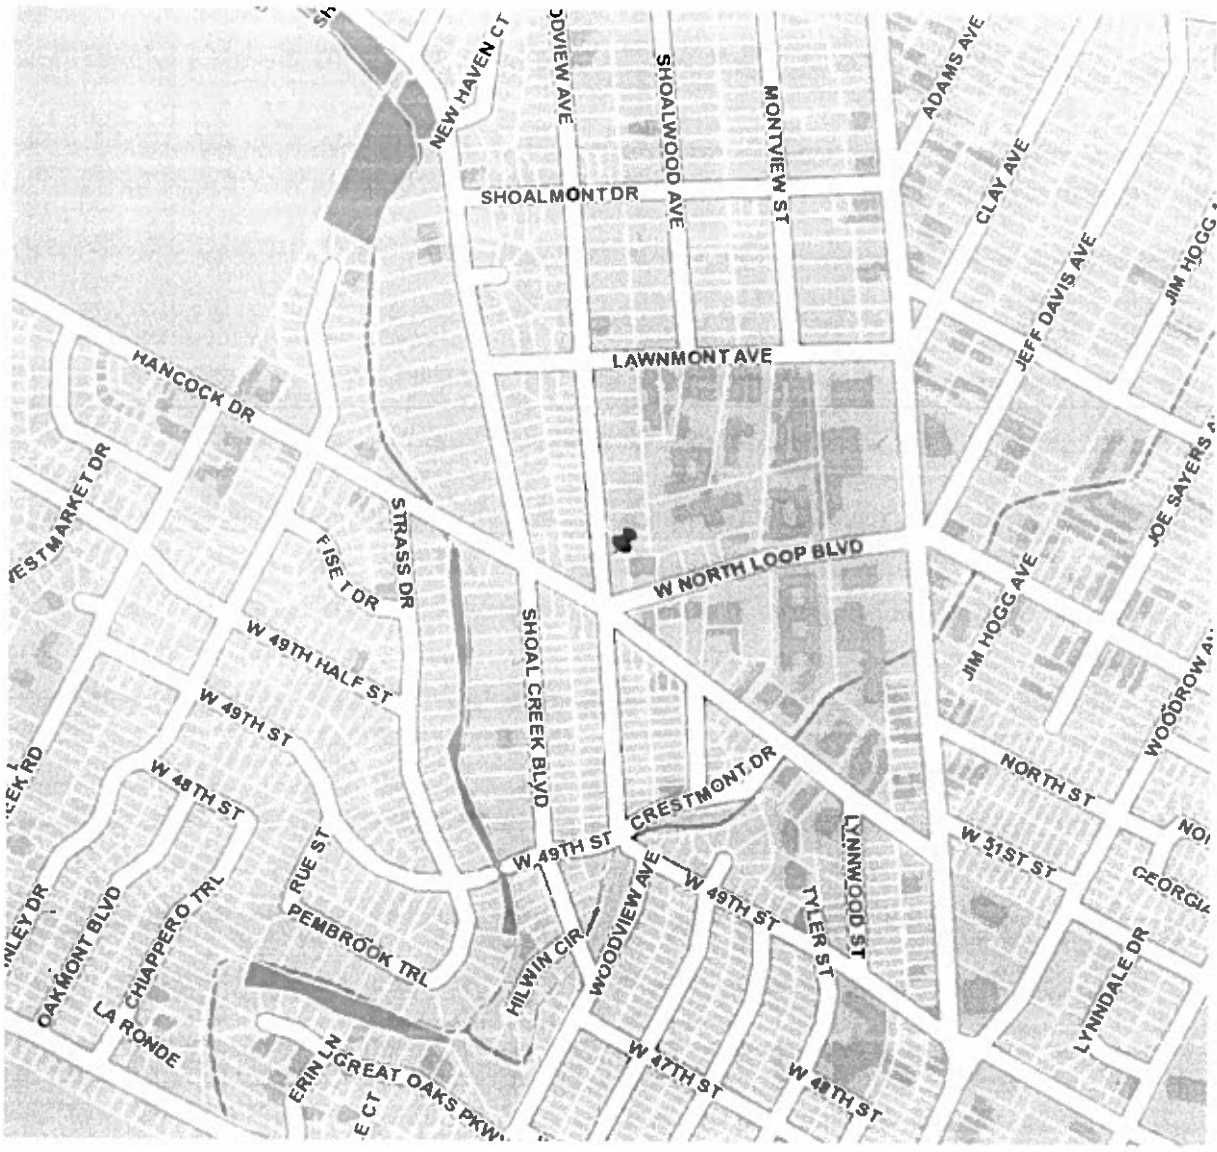 NEW HAVEN CT
SHOALWOOD AVE
MONTVIEW ST
ADAMS AVE
CLAY AVE
SHOALMONT DR
JEFF DAVIS AVE
JIM HOGG
LAWNMONT AVE
HANCOCK DR
JOE SAYERS
STRASS DR
FISET DR
W NORTH LOOP BLVD
JIM HOGG AVE
W 49TH HALF ST
SHOAL CREEK BLVD
W 49TH ST
W 48TH ST
CRESTMONT DR
NORTH ST
W 49TH ST
W 51ST ST
RUE ST
LYNNWOOD ST
WOODVIEW AVE
W 49TH ST
TYLER ST
OAKMONT BLVD
CHIAPPERO TRL
PEMBROOK TRL
HILWIN CIR
LYNNDALE DR
LA RONDE
ERIN LN
GREAT OAKS PKWY
E CT
W 47TH ST
W 48TH ST